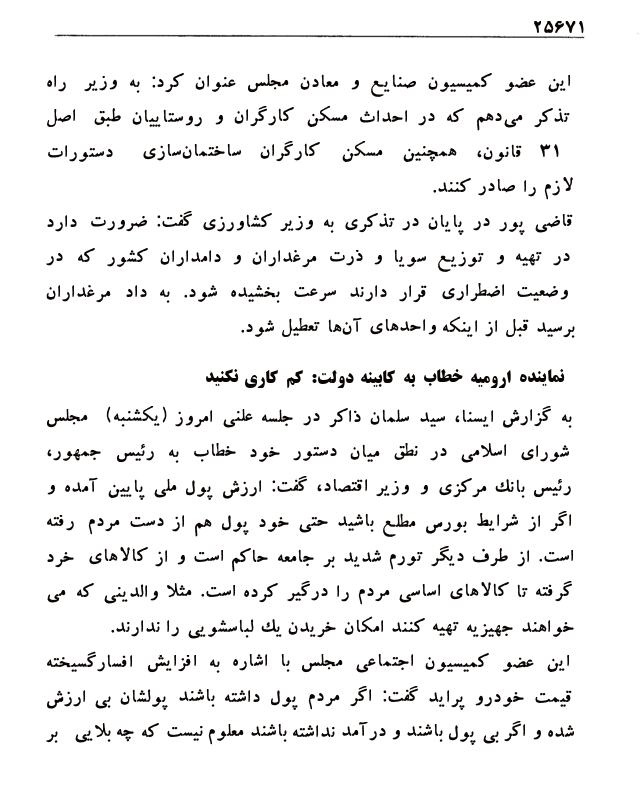 ۲۵۶۷۱
این عضو کمیسیون صنایع و معادن مجلس عنوان کرد: به وزیر راه
تذکر می‌دهم که در احداث مسکن کارگران و روستاییان طبق اصل
۳۱ قانون، همچنین مسکن کارگران ساختمان‌سازی دستورات
لازم را صادر کنند.
قاضی پور در پایان در تذکری به وزیر کشاورزی گفت: ضرورت دارد
در تهیه و توزیع سویا و ذرت مرغداران و دامداران کشور که در
وضعیت اضطراری قرار دارند سرعت بخشیده شود. به داد مرغداران
برسید قبل از اینکه واحدهای آن‌ها تعطیل شود.
نماینده ارومیه خطاب به کابینه دولت: کم کاری نکنید
به گزارش ایسنا، سید سلمان ذاکر در جلسه علنی امروز (یکشنبه) مجلس
شورای اسلامی در نطق میان دستور خود خطاب به رئیس جمهور،
رئیس بانك مرکزی و وزیر اقتصاد، گفت: ارزش پول ملی پایین آمده و
اگر از شرایط بورس مطلع باشید حتی خود پول هم از دست مردم رفته
است. از طرف دیگر تورم شدید بر جامعه حاکم است و از کالاهای خرد
گرفته تا کالاهای اساسی مردم را درگیر کرده است. مثلا والدینی که می
خواهند جهیزیه تهیه کنند امکان خریدن یك لباسشویی را ندارند.
این عضو کمیسیون اجتماعی مجلس با اشاره به افزایش افسارگسیخته
قیمت خودرو پراید گفت: اگر مردم پول داشته باشند پولشان بی ارزش
شده و اگر بی پول باشند و درآمد نداشته باشند معلوم نیست که چه بلایی بر